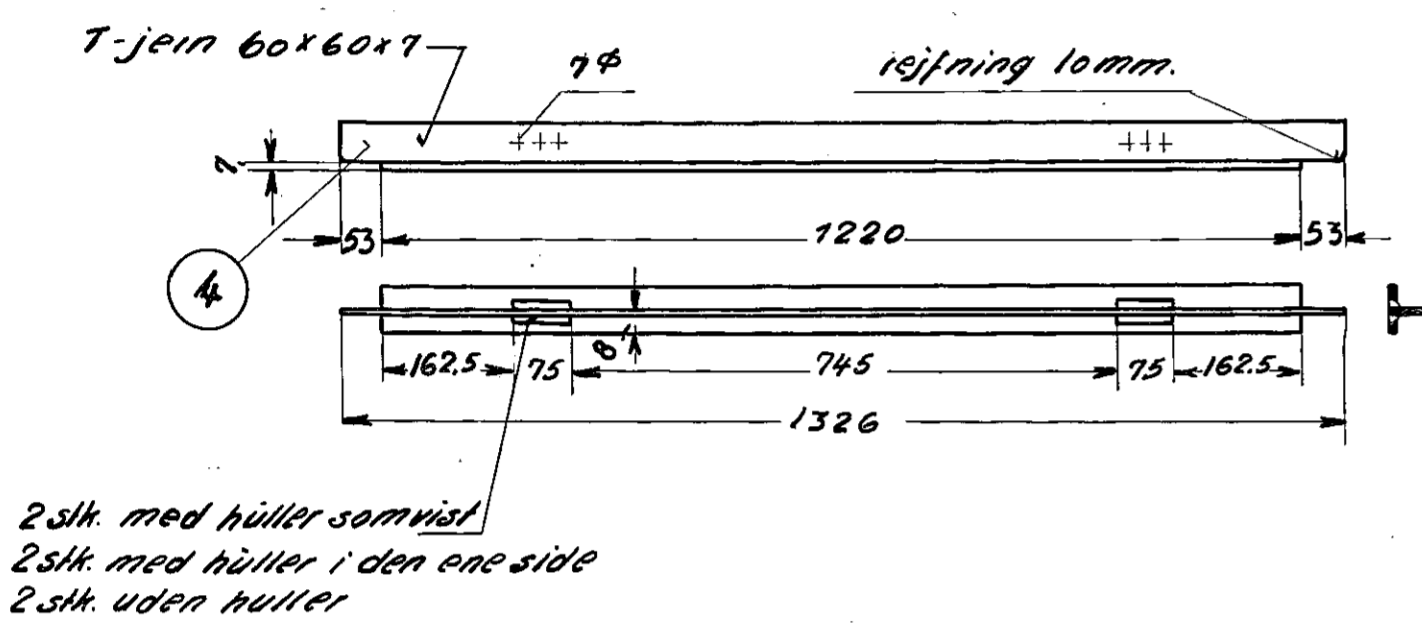 T-jern 60x60x7
7⌀
rejfning 10mm.
7
53
1220
53
4
8
162.5
75
745
75
162.5
1326
2 stk. med huller som vist
2 stk. med huller i den ene side
2 stk. uden huller